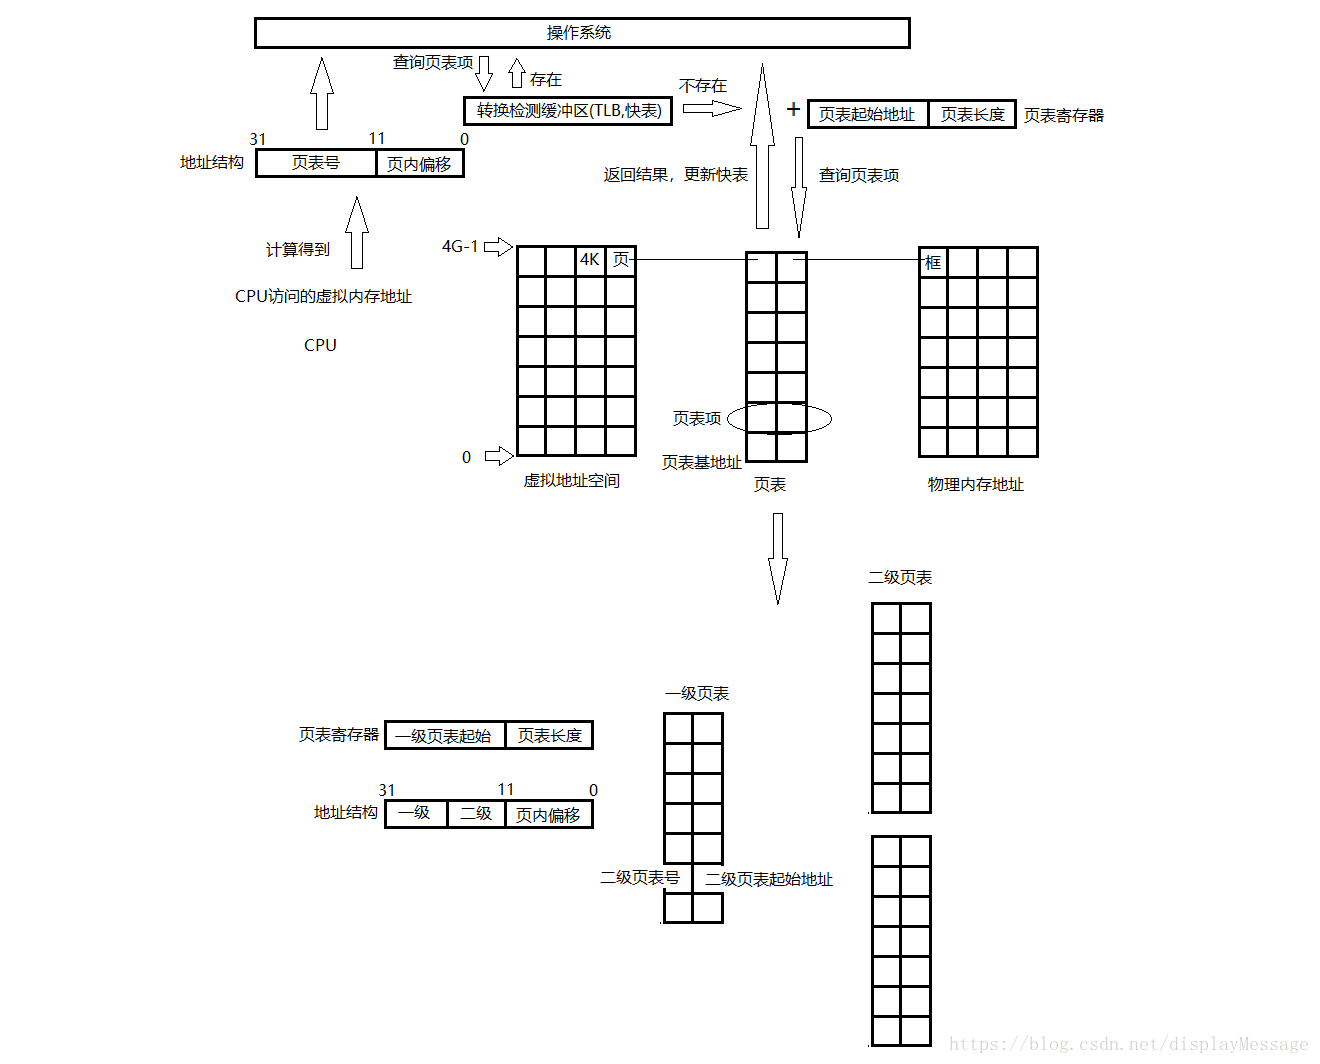 操作系统
查询页表项
存在
不存在
转换检测缓冲区(TLB,快表)
+
页表起始地址
页表长度
页表寄存器
31
11
0
地址结构
页表号
页内偏移
返回结果，更新快表
查询页表项
计算得到
4G-1
4K
页
框
CPU访问的虚拟内存地址
CPU
页表项
0
页表基地址
虚拟地址空间
页表
物理内存地址
二级页表
一级页表
页表寄存器
一级页表起始
页表长度
31
11
0
地址结构
一级
二级
页内偏移
二级页表号
二级页表起始地址
https://blog.csdn.net/displayMessage